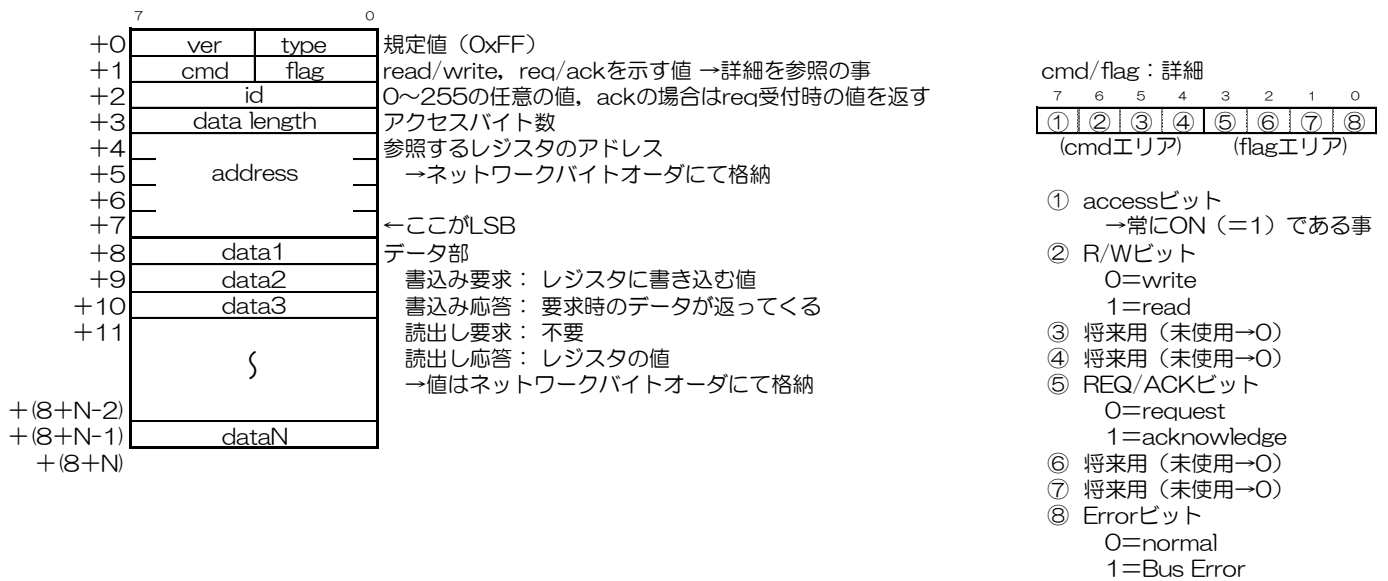 7 0
+0 ver type 規定値（0xFF）
+1 cmd flag read/write，req/ackを示す値→詳細を参照の事
+2 id 0～255の任意の値，ackの場合はreq受付時の値を返す
+3 data length アクセスバイト数
+4 参照するレジスタのアドレス
+5 address →ネットワークバイトオーダにて格納
+6
+7 ←ここがLSB
+8 data1 データ部
+9 data2 書込み要求： レジスタに書き込む値
+10 data3 書込み応答： 要求時のデータが返ってくる
+11 読出し要求： 不要
～ 読出し応答： レジスタの値
→値はネットワークバイトオーダにて格納
+(8+N-2)
+(8+N-1) dataN
+(8+N)
cmd/flag：詳細
7 6 5 4 3 2 1 0
① ② ③ ④ ⑤ ⑥ ⑦ ⑧
(cmdエリア) (flagエリア)
① accessビット
→常にON（＝1）である事
② R/Wビット
0＝write
1＝read
③ 将来用（未使用→0）
④ 将来用（未使用→0）
⑤ REQ/ACKビット
0＝request
1＝acknowledge
⑥ 将来用（未使用→0）
⑦ 将来用（未使用→0）
⑧ Errorビット
0＝normal
1＝Bus Error